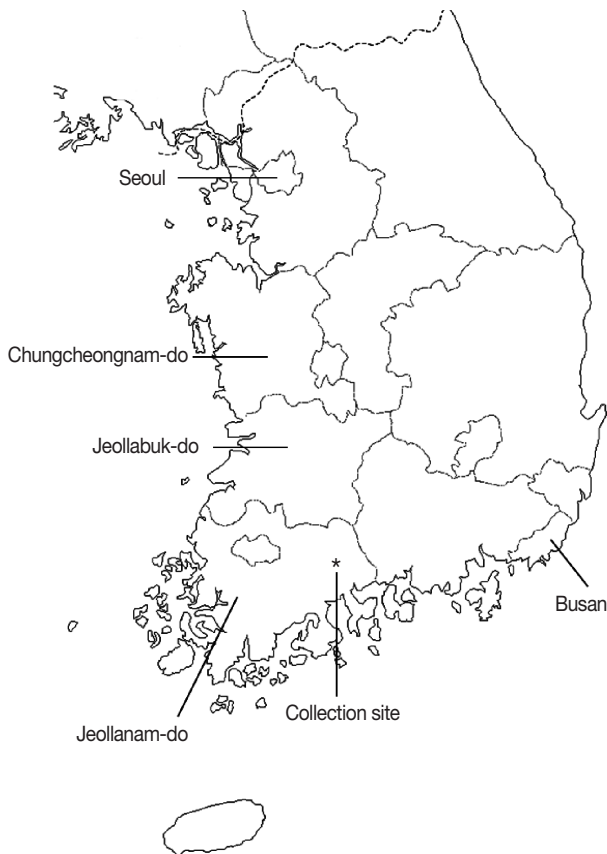 Seoul
Chungcheongnam-do
Jeollabuk-do
*
Busan
Collection site
Jeollanam-do